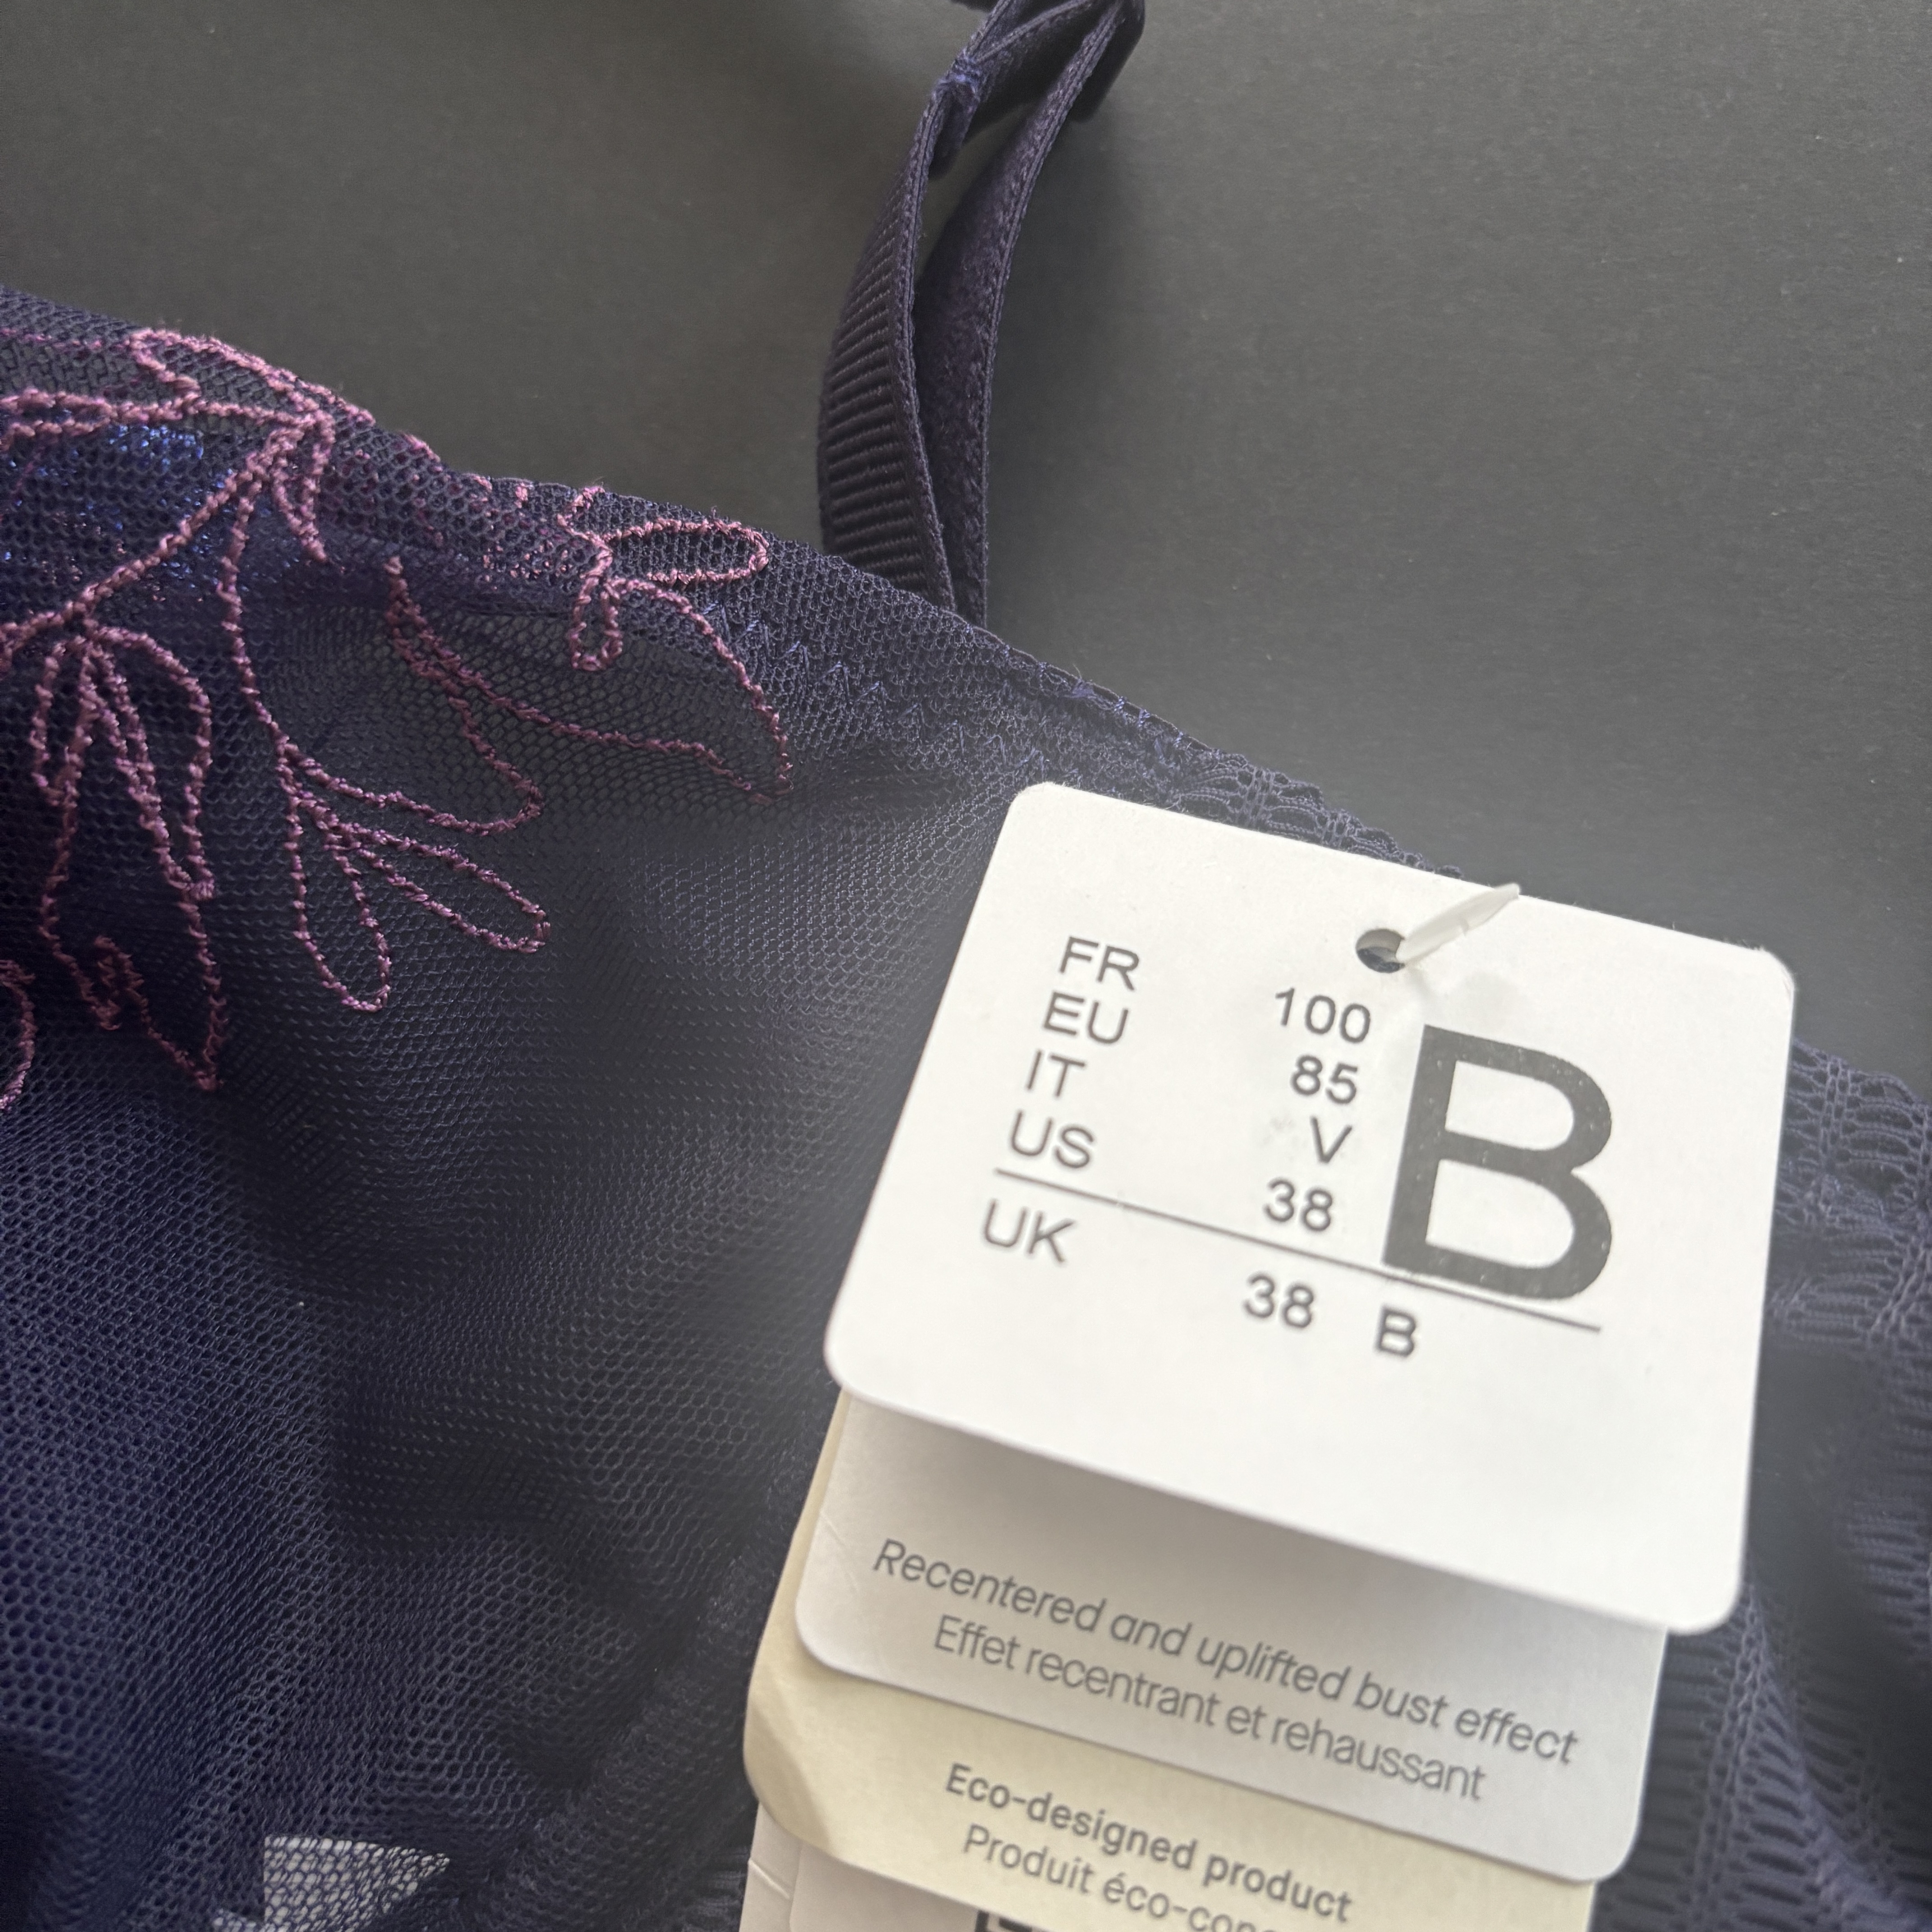 FR 100 B
EU 85
IT V
US 38
UK 38 B
Recentered and uplifted bust effect
Effet recentrant et rehaussant
Eco-designed product
Produit